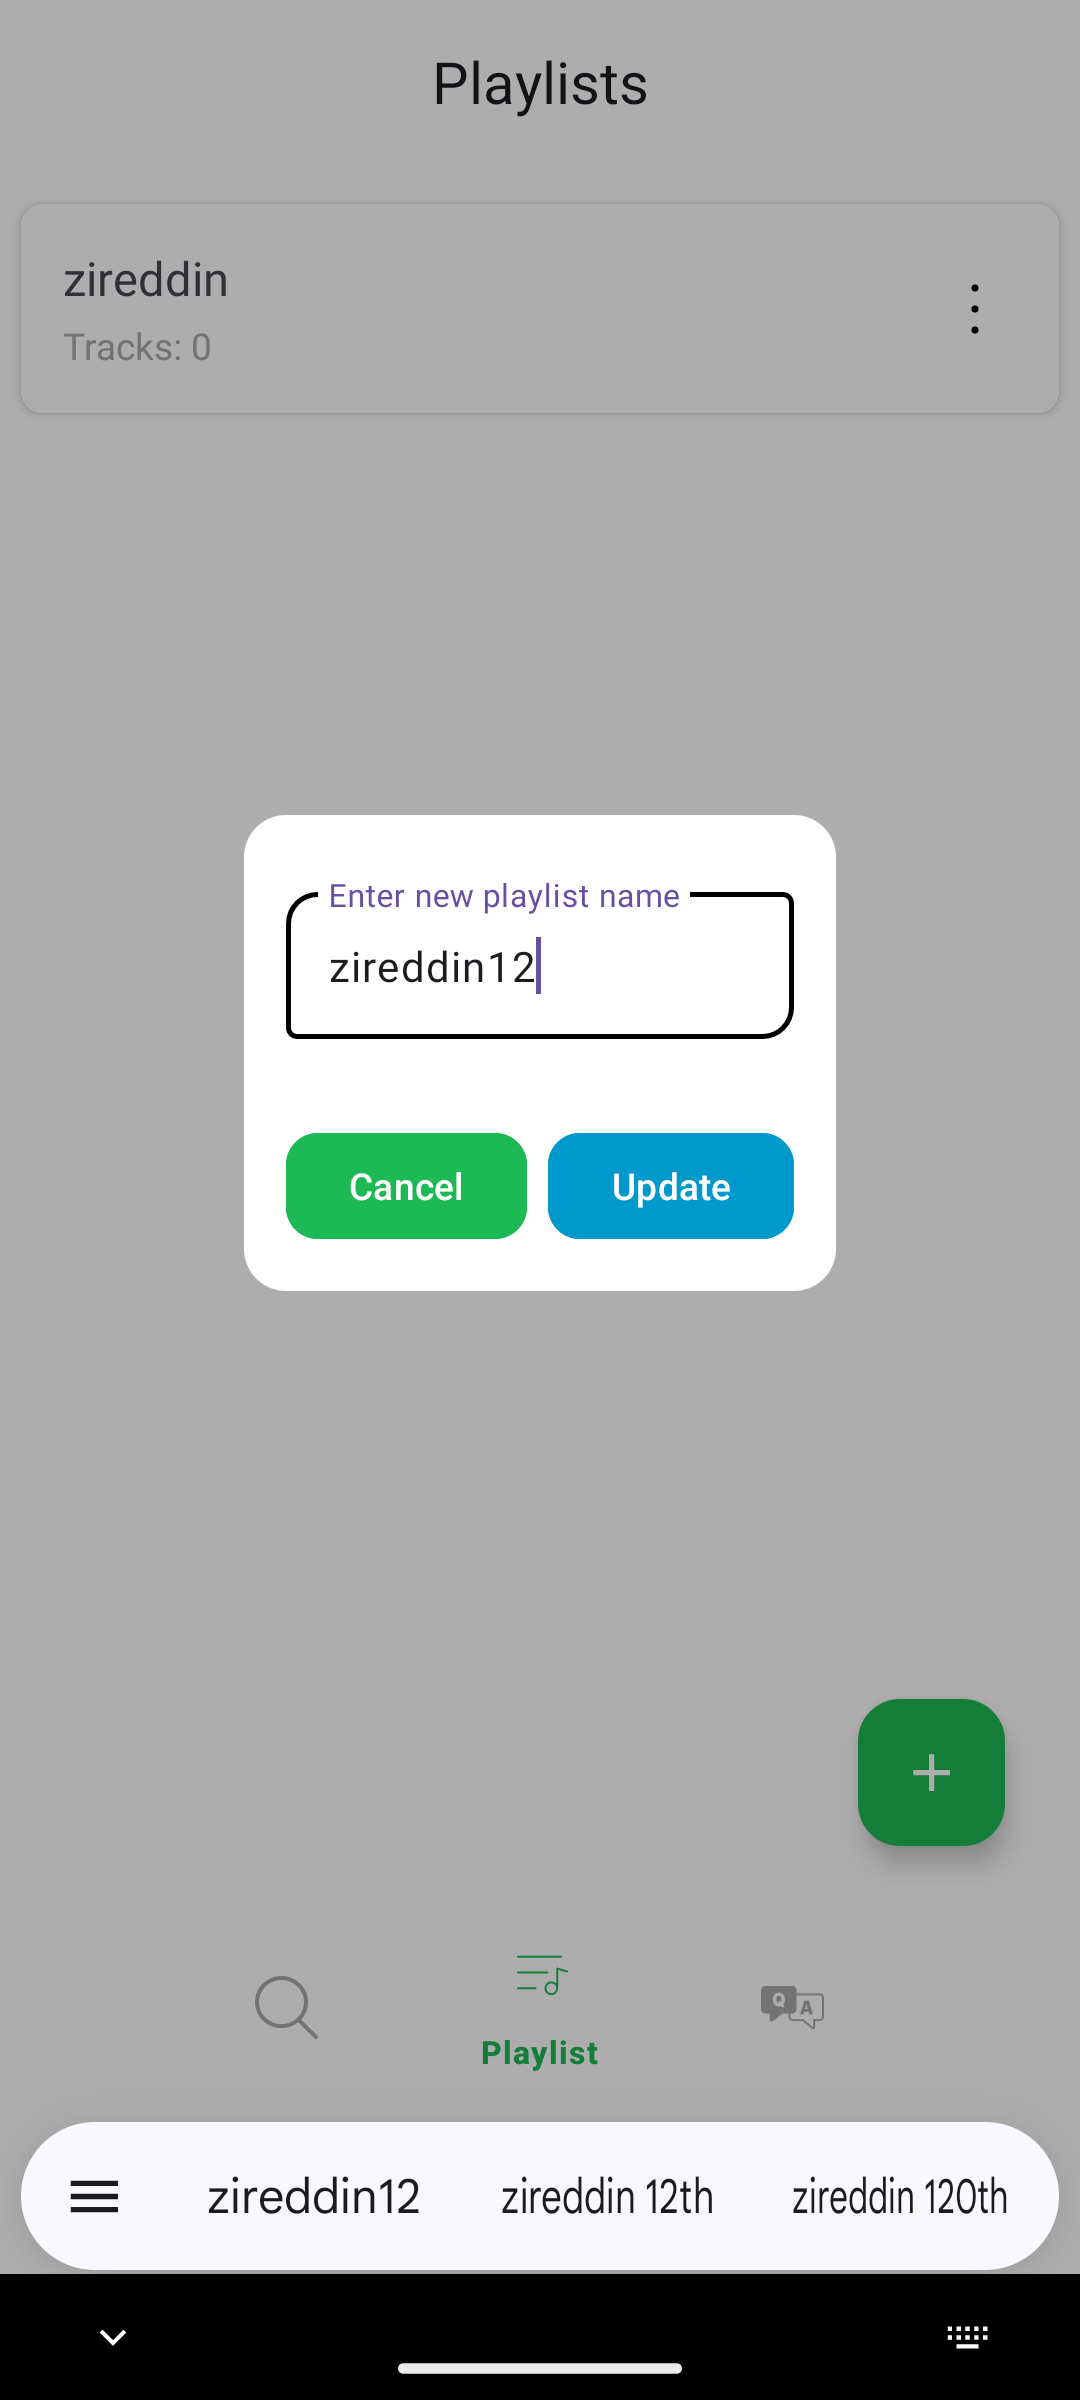 Playlists
zireddin
Tracks: 0
Enter new playlist name
zireddin12
Cancel Update
Q A
Playlist
zireddin12 zireddin 12th zireddin 120th